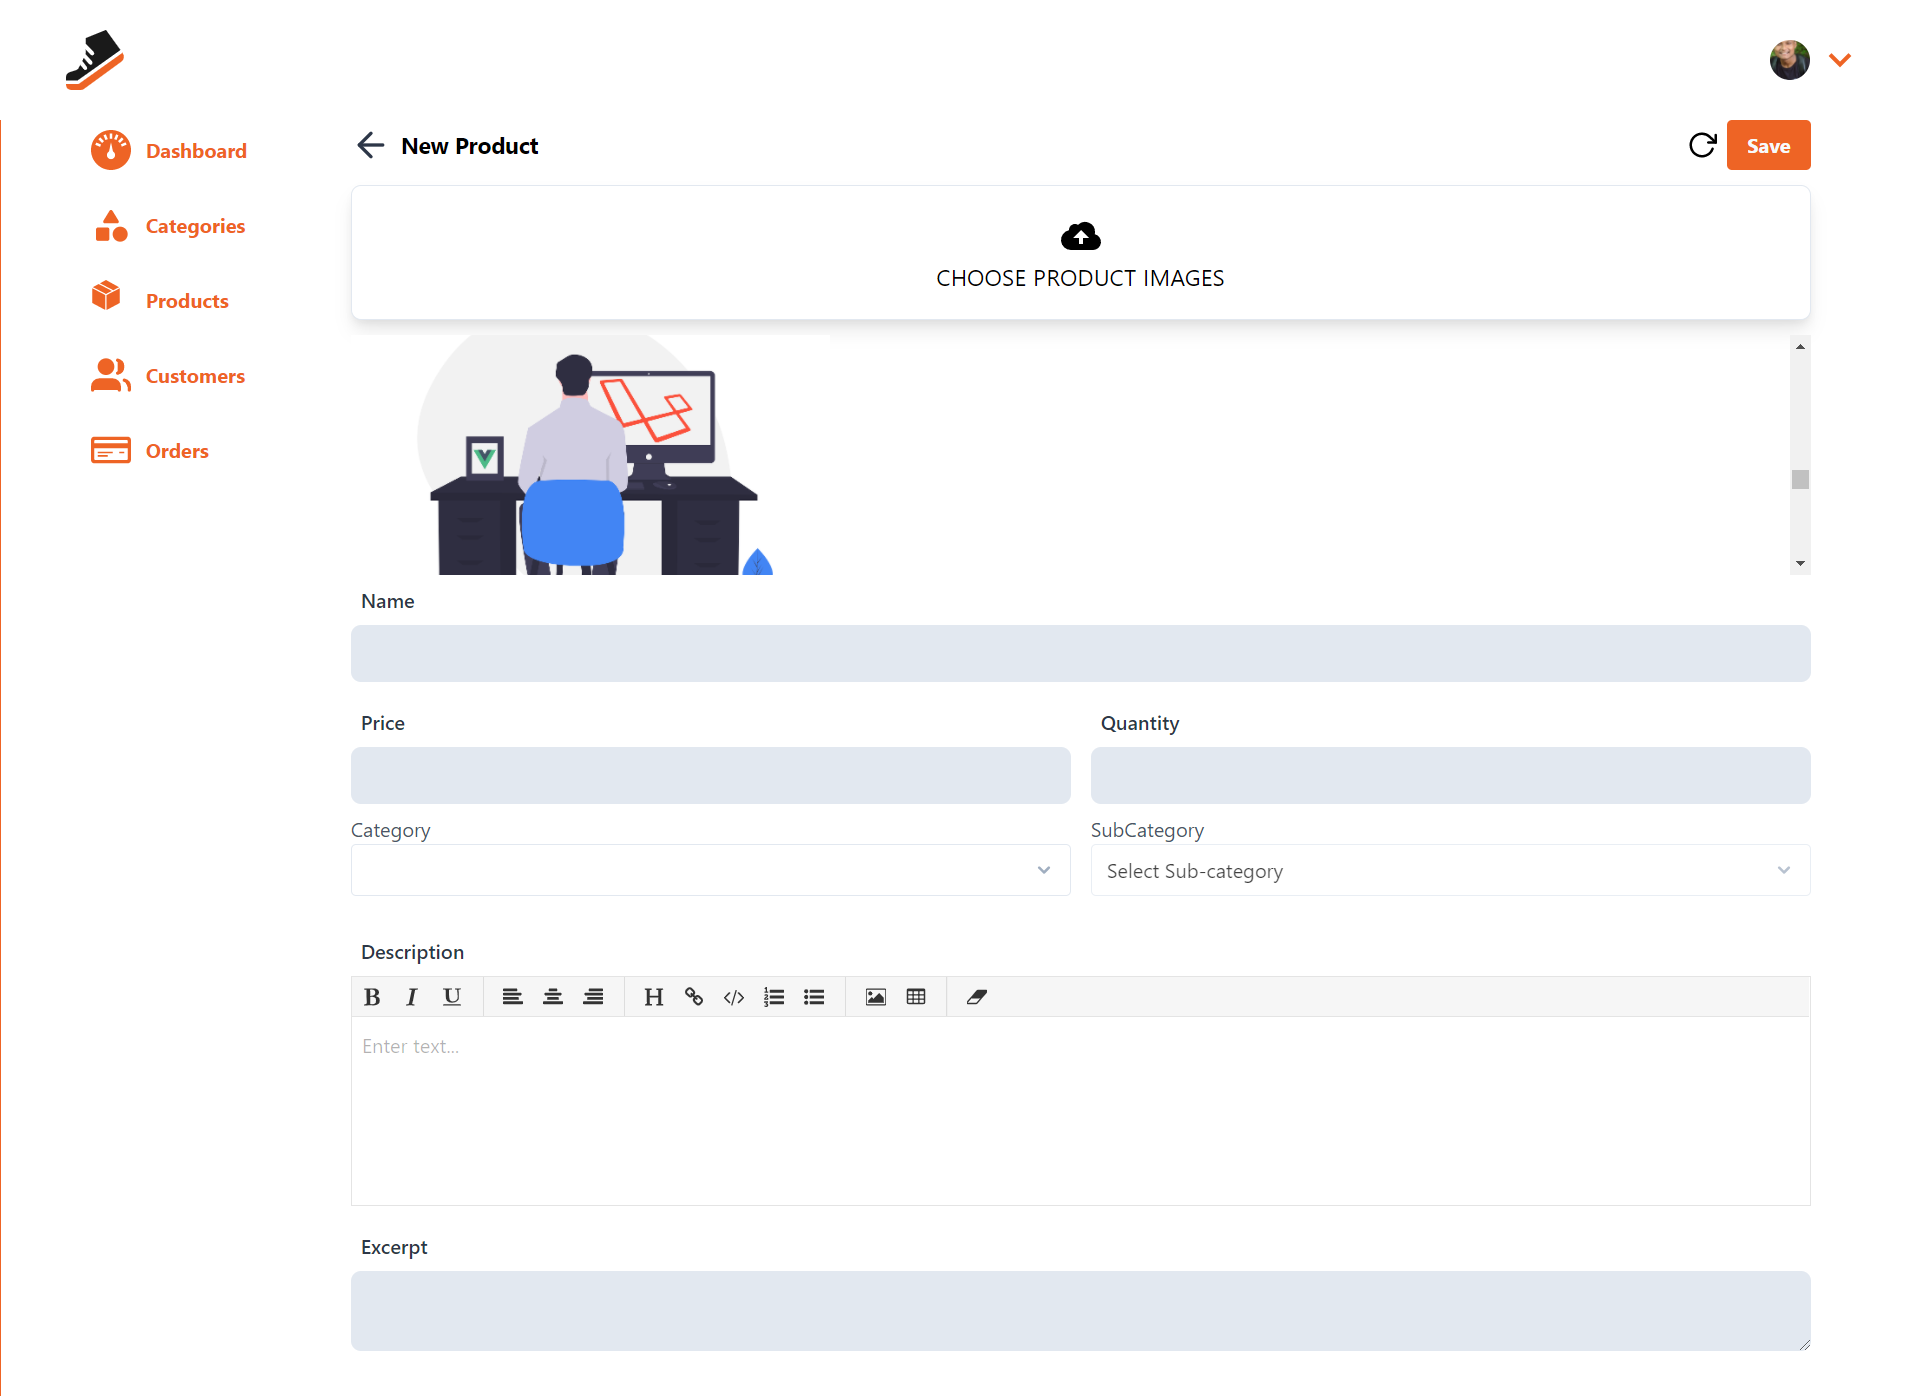 Dashboard
Categories
Products
Customers
Orders
New Product
Save
CHOOSE PRODUCT IMAGES
Name
Price
Quantity
Category
SubCategory
Select Sub-category
Description
B I U H </>
Enter text...
Excerpt